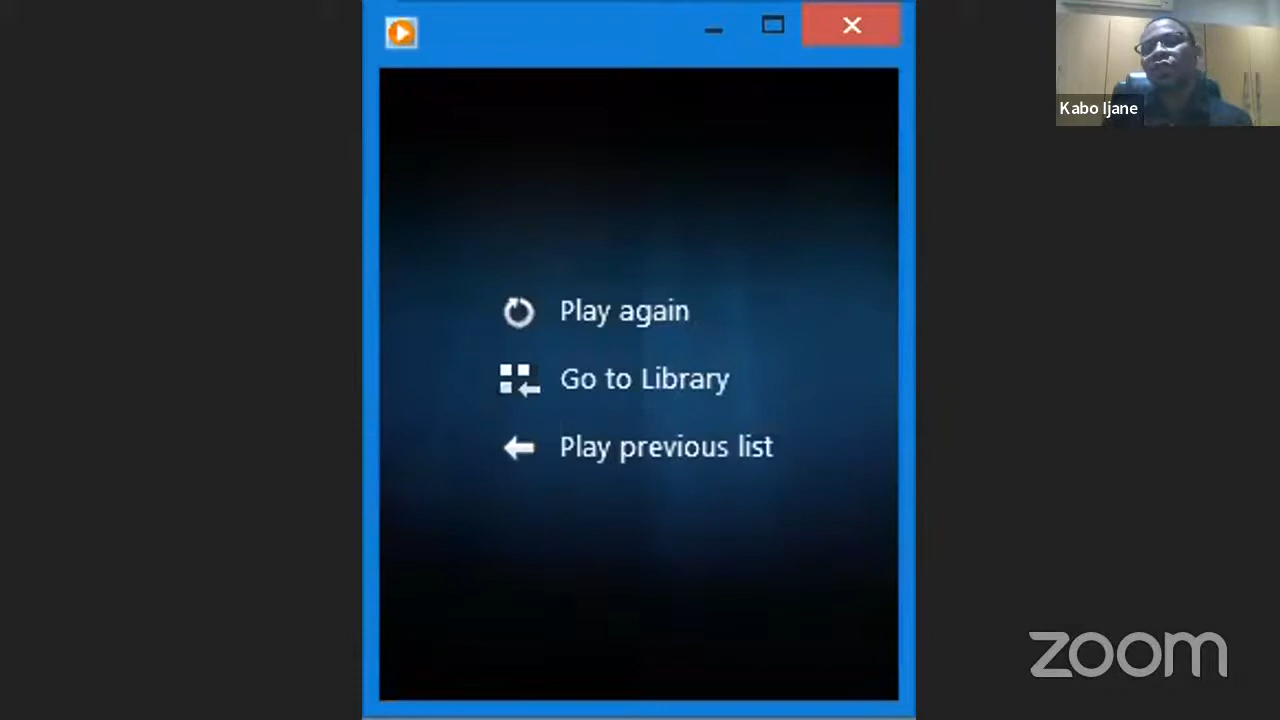 Kabo Ijane
Play again
Go to Library
Play previous list
zoom